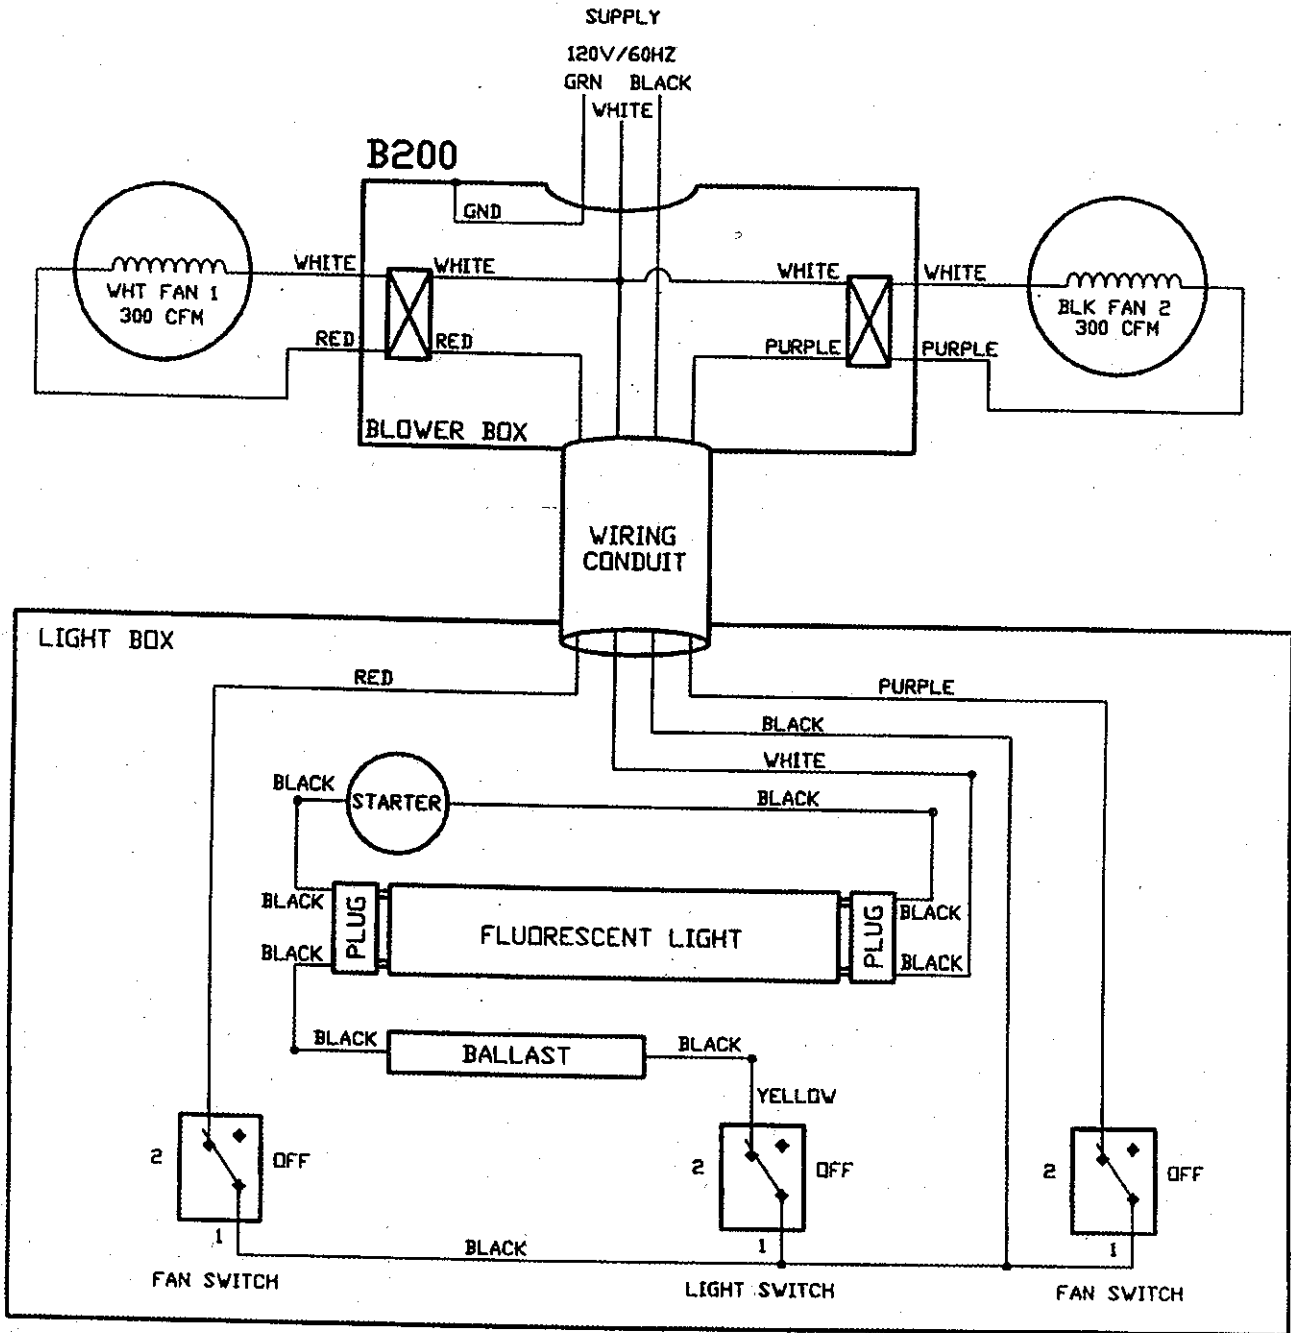 SUPPLY
120V/60HZ
GRN BLACK
WHITE
B200
GND
WHITE WHITE WHITE WHITE
WHT FAN 1
300 CFM
BLK FAN 2
300 CFM
RED RED PURPLE PURPLE
BLOWER BOX
WIRING
CONDUIT
LIGHT BOX
RED PURPLE
BLACK
WHITE
BLACK STARTER BLACK
BLACK PLUG FLUORESCENT LIGHT PLUG BLACK
BLACK BLACK
BLACK BALLAST BLACK
YELLOW
2 OFF 2 OFF 2 OFF
1 1 1
BLACK
FAN SWITCH LIGHT SWITCH FAN SWITCH